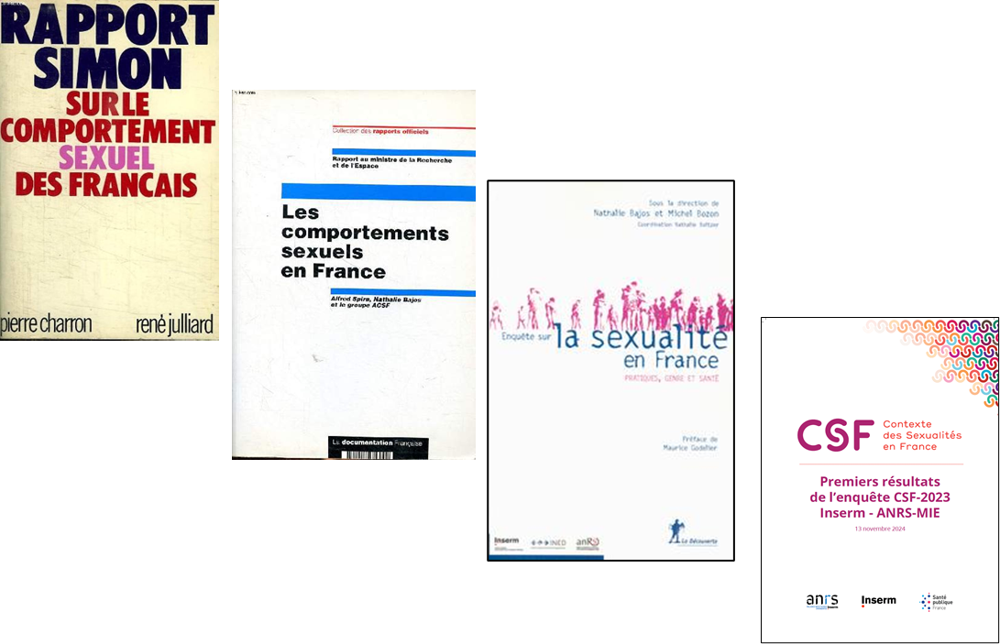 RAPPORT
SIMON
SUR LE
COMPORTEMENT
SEXUEL
DES FRANCAIS
pierre charron
rené julliard
Collection des rapports officiels
Rapport au ministre de la Recherche
et de l'Espace
Les
comportements
sexuels
en France
Alfred Spira, Nathalie Bajos
et le groupe ACSF
La documentation Française
Sous la direction de
Nathalie Bajos et Michel Bozon
Coordination Nathalie Beltzer
Enquête sur la sexualité
en France
PRATIQUES, GENRE ET SANTÉ
Préface de
Maurice Godelier
Inserm
INED
anRS
La Découverte
CSF
Contexte
des Sexualités
en France
Premiers résultats
de l'enquête CSF-2023
Inserm - ANRS-MIE
13 novembre 2024
anrs
Inserm
Santé
publique
France